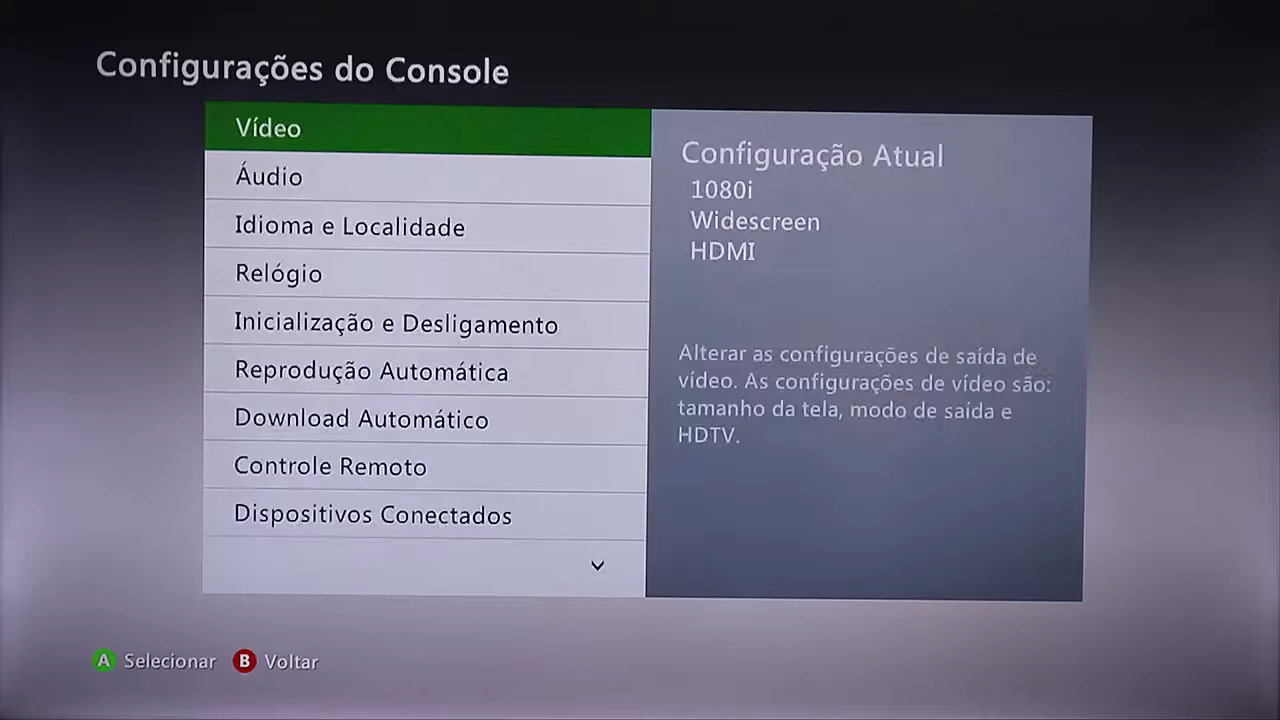 Configurações do Console
Vídeo
Áudio
Idioma e Localidade
Relógio
Inicialização e Desligamento
Reprodução Automática
Download Automático
Controle Remoto
Dispositivos Conectados
Configuração Atual
1080i
Widescreen
HDMI
Alterar as configurações de saída de
vídeo. As configurações de vídeo são:
tamanho da tela, modo de saída e
HDTV.
A Selecionar B Voltar